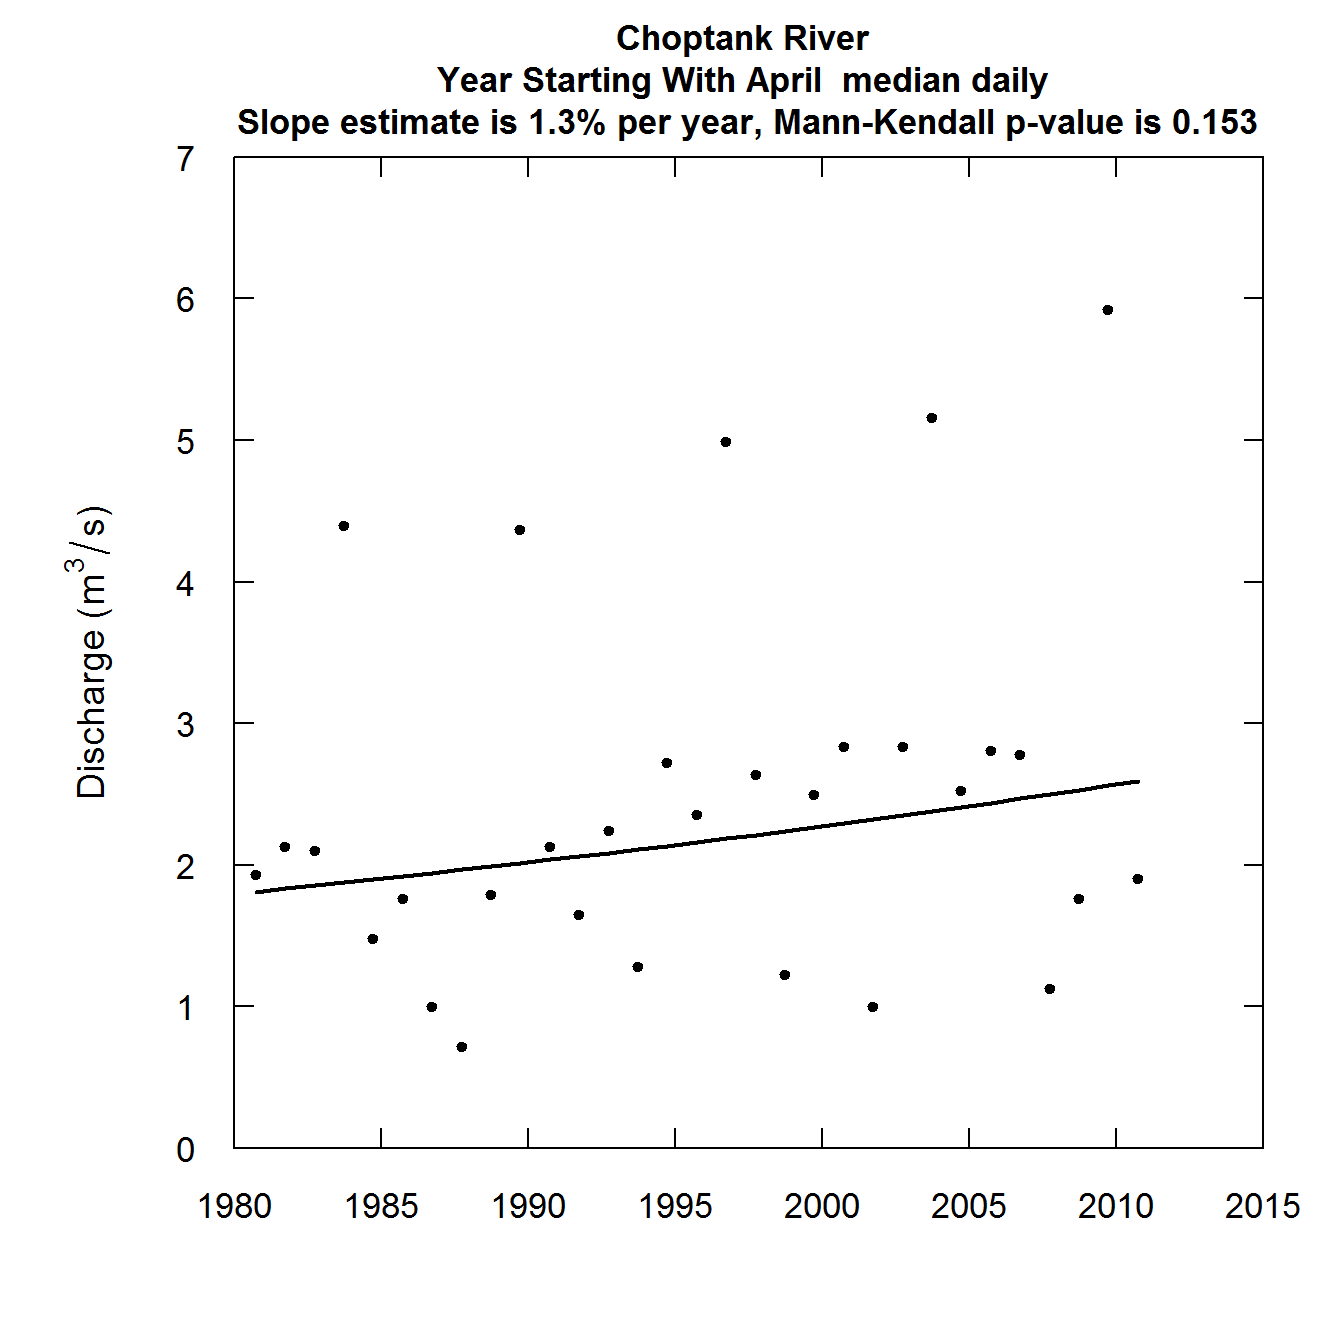 Choptank River
Year Starting With April  median daily
Slope estimate is 1.3% per year, Mann-Kendall p-value is 0.153
7
6
5
4
3
2
1
0
Discharge (m³/s)
1980 1985 1990 1995 2000 2005 2010 2015